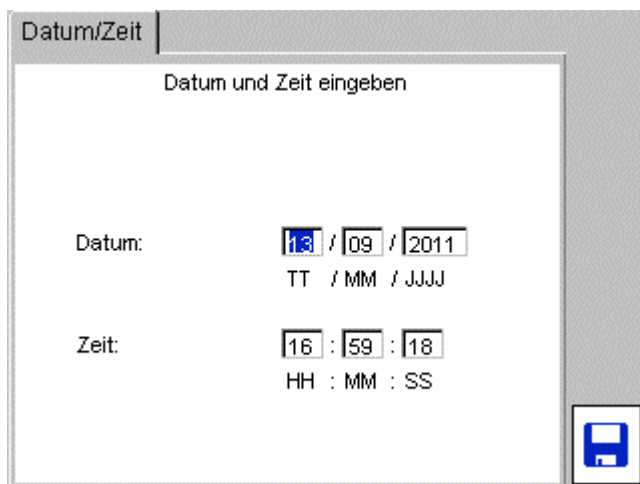 Datum/Zeit
Datum und Zeit eingeben
Datum: 13 / 09 / 2011
TT / MM / JJJJ
Zeit: 16 : 59 : 18
HH : MM : SS